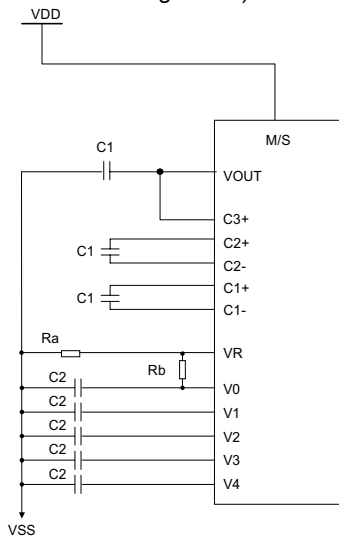 VDD
M/S
C1
VOUT
C3+
C2+
C1
C2-
C1+
C1
C1-
Ra
VR
Rb
C2
V0
C2
V1
C2
V2
C2
V3
C2
V4
VSS